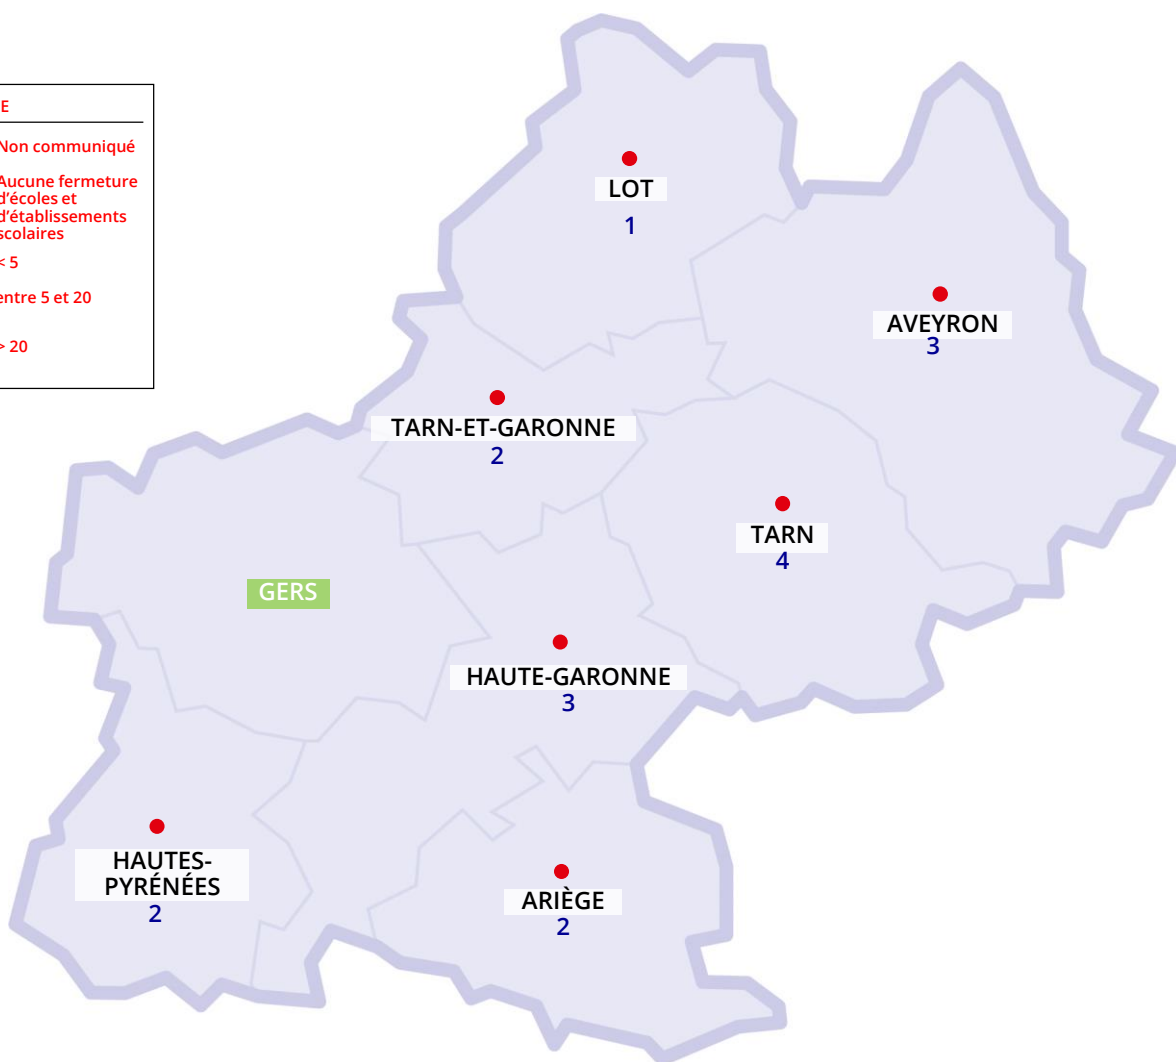 E
Non communiqué
Aucune fermeture
d'écoles et
d'établissements
scolaires
< 5
entre 5 et 20
> 20
LOT
1
AVEYRON
3
TARN-ET-GARONNE
2
TARN
4
GERS
HAUTE-GARONNE
3
HAUTES-
PYRÉNÉES
2
ARIÈGE
2